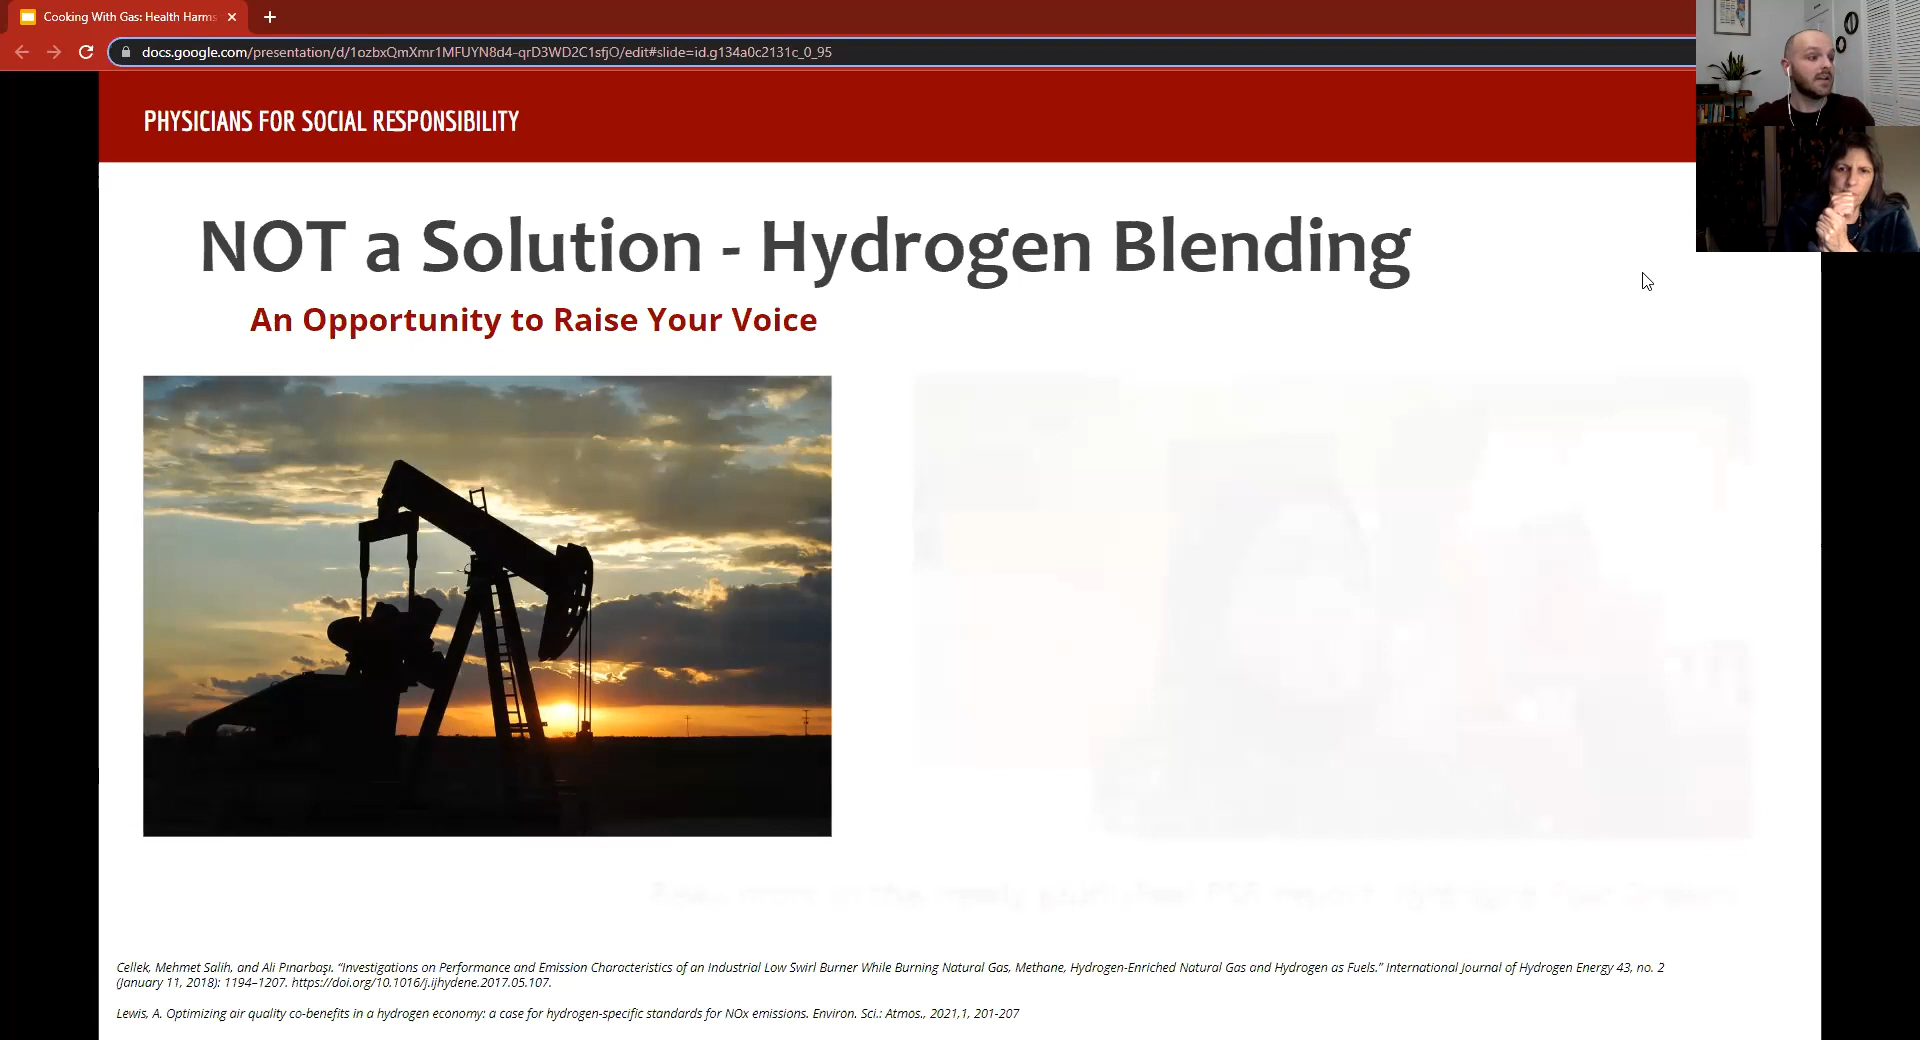 Cooking With Gas: Health Harms
docs.google.com/presentation/d/1ozbxQmXmr1MFUYN8d4-qrD3WD2C1sfjO/edit#slide=id.g134a0c2131c_0_95
PHYSICIANS FOR SOCIAL RESPONSIBILITY
NOT a Solution - Hydrogen Blending
An Opportunity to Raise Your Voice
Cellek, Mehmet Salih, and Ali Pınarbaşı. “Investigations on Performance and Emission Characteristics of an Industrial Low Swirl Burner While Burning Natural Gas, Methane, Hydrogen-Enriched Natural Gas and Hydrogen as Fuels.” International Journal of Hydrogen Energy 43, no. 2
(January 11, 2018): 1194–1207. https://doi.org/10.1016/j.ijhydene.2017.05.107.
Lewis, A. Optimizing air quality co-benefits in a hydrogen economy: a case for hydrogen-specific standards for NOx emissions. Environ. Sci.: Atmos., 2021,1, 201-207